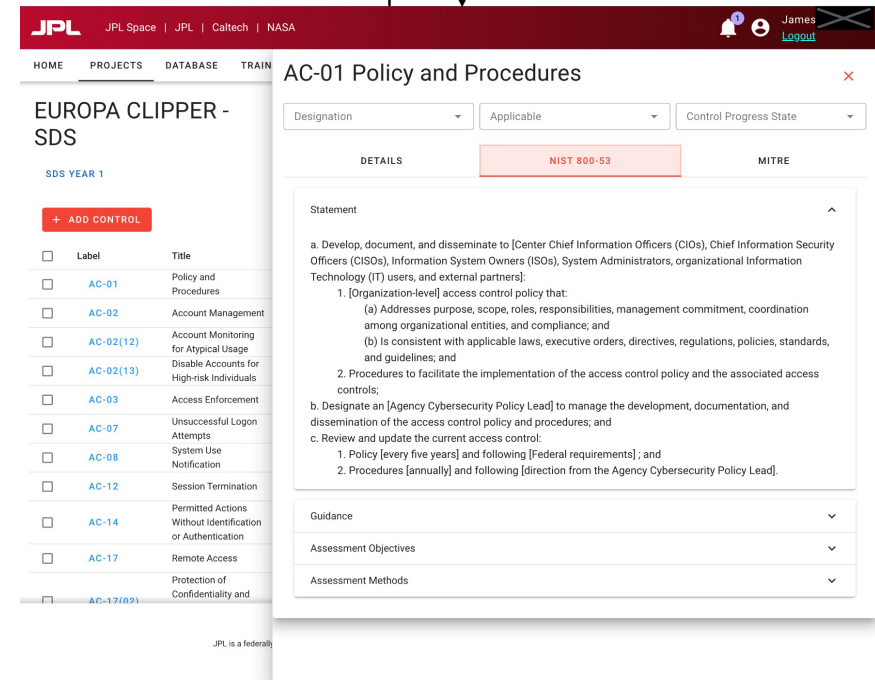 JPL JPL Space | JPL | Caltech | NASA 1 James
Logout
HOME PROJECTS DATABASE TRAIN
AC-01 Policy and Procedures
EUROPA CLIPPER -
SDS
SDS YEAR 1
+ ADD CONTROL
Label Title
AC-01 Policy and
Procedures
AC-02 Account Management
AC-02(12) Account Monitoring
for Atypical Usage
AC-02(13) Disable Accounts for
High-risk Individuals
AC-03 Access Enforcement
AC-07 Unsuccessful Logon
Attempts
AC-08 System Use
Notification
AC-12 Session Termination
AC-14 Permitted Actions
Without Identification
or Authentication
AC-17 Remote Access
AC-17(02) Protection of
Confidentiality and
JPL is a federally
Designation Applicable Control Progress State
DETAILS NIST 800-53 MITRE
Statement
a. Develop, document, and disseminate to [Center Chief Information Officers (CIOs), Chief Information Security
Officers (CISOs), Information System Owners (ISOs), System Administrators, organizational Information
Technology (IT) users, and external partners]:
1. [Organization-level] access control policy that:
(a) Addresses purpose, scope, roles, responsibilities, management commitment, coordination
among organizational entities, and compliance; and
(b) Is consistent with applicable laws, executive orders, directives, regulations, policies, standards,
and guidelines; and
2. Procedures to facilitate the implementation of the access control policy and the associated access
controls;
b. Designate an [Agency Cybersecurity Policy Lead] to manage the development, documentation, and
dissemination of the access control policy and procedures; and
c. Review and update the current access control:
1. Policy [every five years] and following [Federal requirements] ; and
2. Procedures [annually] and following [direction from the Agency Cybersecurity Policy Lead].
Guidance
Assessment Objectives
Assessment Methods